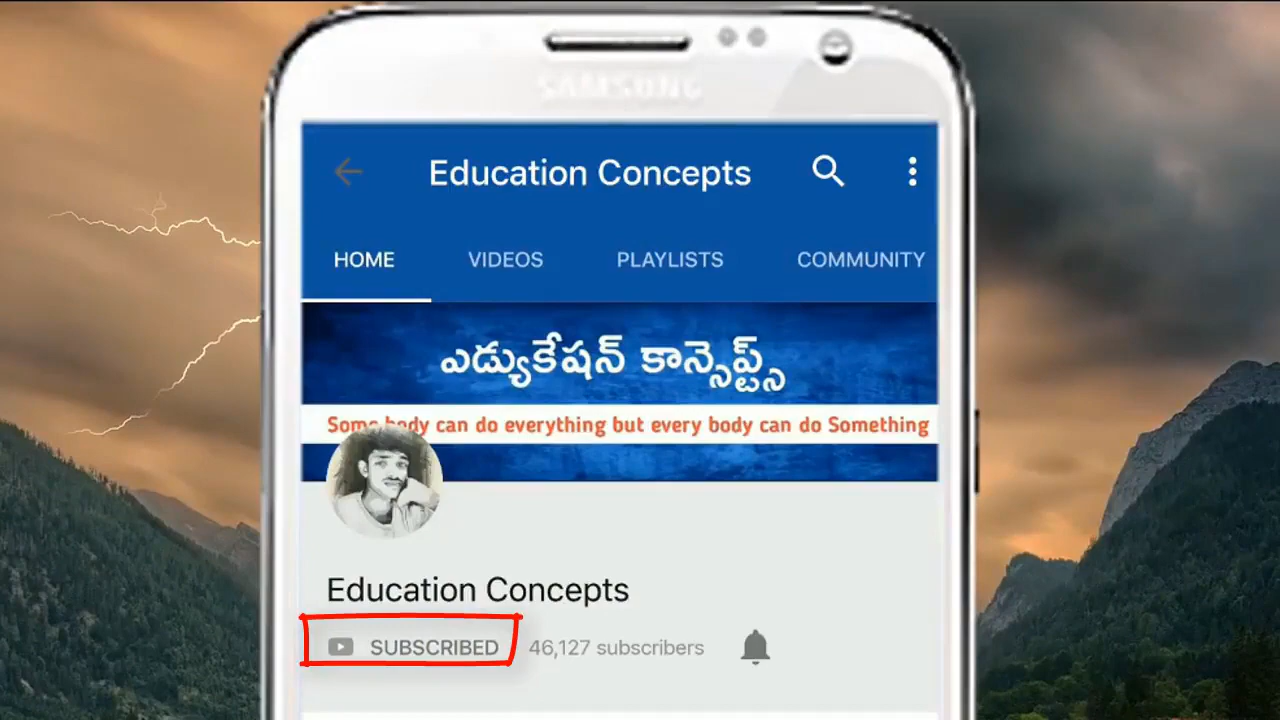 SAMSUNG
Education Concepts
HOME VIDEOS PLAYLISTS COMMUNITY
ఎడ్యుకేషన్ కాన్సెప్ట్స్
Some body can do everything but every body can do Something
Education Concepts
SUBSCRIBED 46,127 subscribers